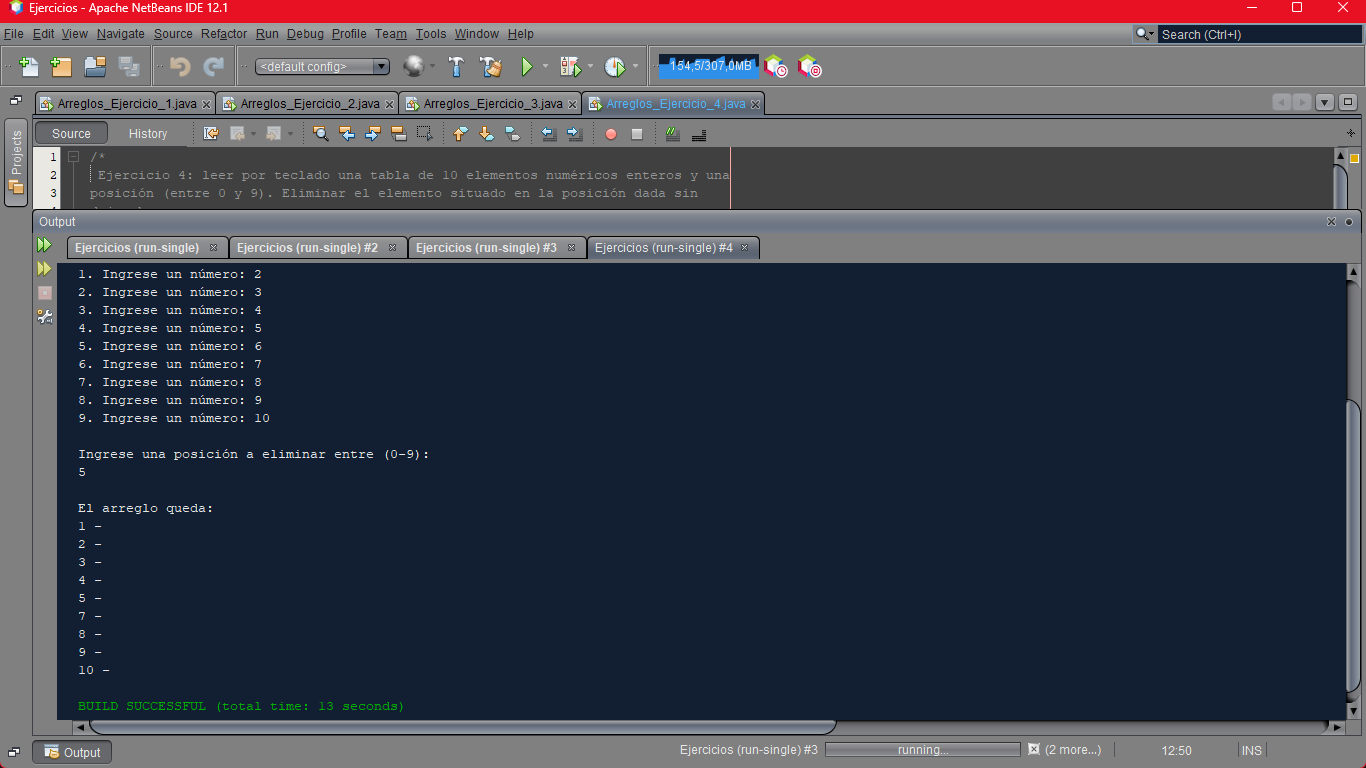 Ejercicios - Apache NetBeans IDE 12.1
File Edit View Navigate Source Refactor Run Debug Profile Team Tools Window Help
Search (Ctrl+I)
<default config>
154,5/307,0MB
Arreglos_Ejercicio_1.java Arreglos_Ejercicio_2.java Arreglos_Ejercicio_3.java Arreglos_Ejercicio_4.java
Projects
Source History
1 /*
2 Ejercicio 4: leer por teclado una tabla de 10 elementos numéricos enteros y una
3 posición (entre 0 y 9). Eliminar el elemento situado en la posición dada sin
Output
Ejercicios (run-single) Ejercicios (run-single) #2 Ejercicios (run-single) #3 Ejercicios (run-single) #4
1. Ingrese un número: 2
2. Ingrese un número: 3
3. Ingrese un número: 4
4. Ingrese un número: 5
5. Ingrese un número: 6
6. Ingrese un número: 7
7. Ingrese un número: 8
8. Ingrese un número: 9
9. Ingrese un número: 10
Ingrese una posición a eliminar entre (0-9):
5
El arreglo queda:
1 -
2 -
3 -
4 -
5 -
7 -
8 -
9 -
10 -
BUILD SUCCESSFUL (total time: 13 seconds)
Output
Ejercicios (run-single) #3 running... (2 more...) 12:50 INS